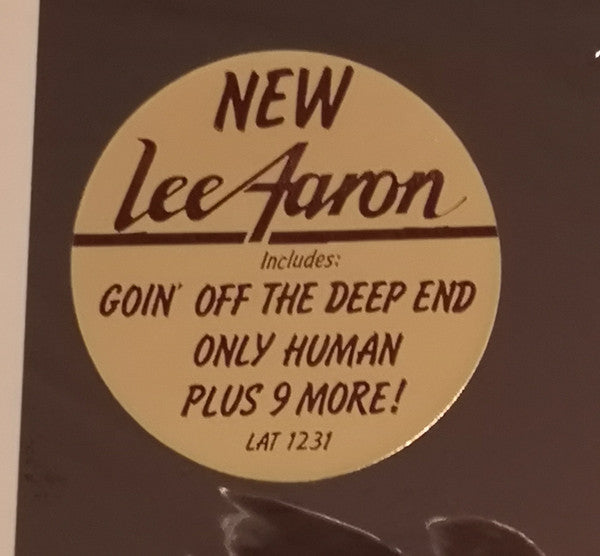 NEW
Lee Aaron
Includes:
GOIN' OFF THE DEEP END
ONLY HUMAN
PLUS 9 MORE!
LAT 1231